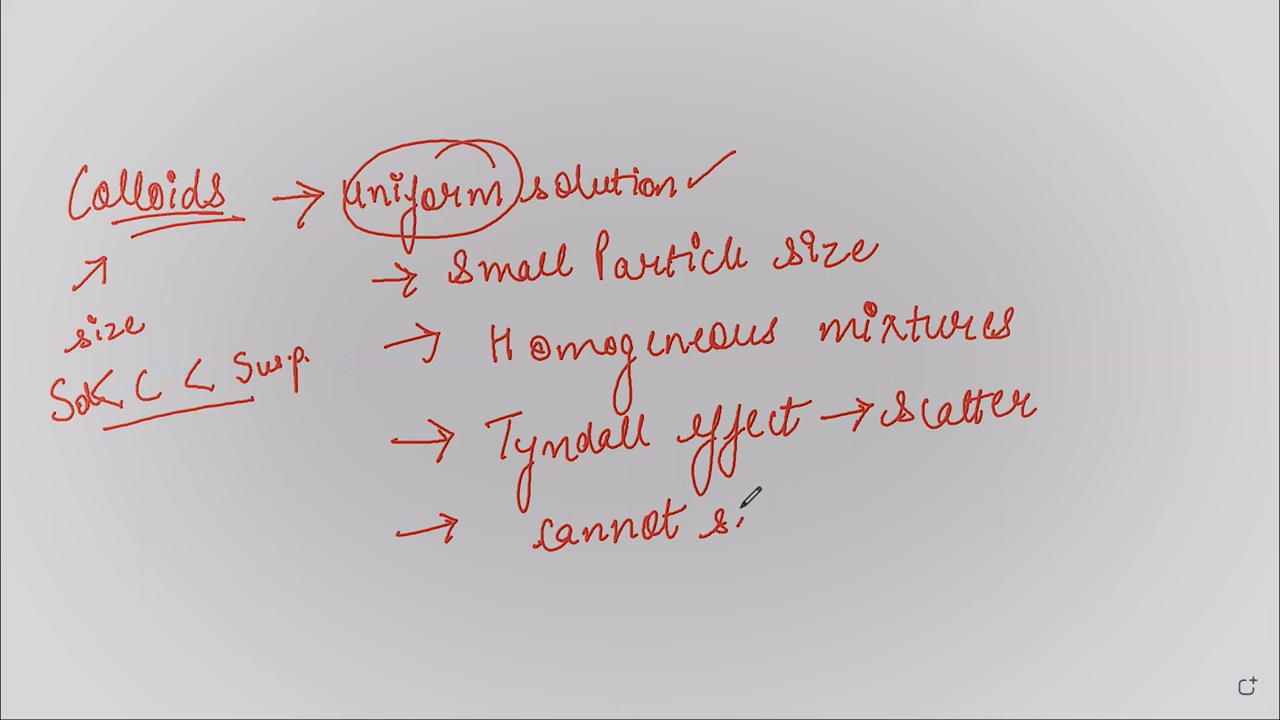 Colloids → uniform solution ✓
→ Small Particle size
→ Homogeneous mixtures
size
Sol < C < Susp.
→ Tyndall effect → scatter
→ cannot